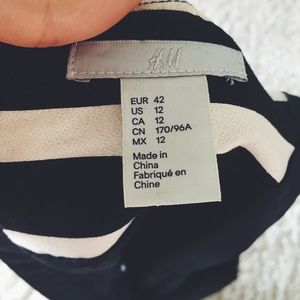 H&M
EUR 42
US 12
CA 12
CN 170/96A
MX 12
Made in
China
Fabriqué en
Chine